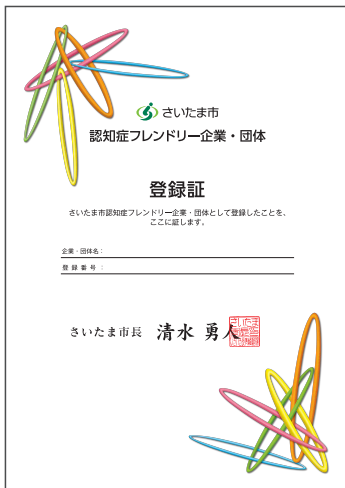 さいたま市
認知症フレンドリー企業・団体
登録証
さいたま市認知症フレンドリー企業・団体として登録したことを、
ここに証します。
企業・団体名：
登録番号：
さいたま市長 清水 勇人